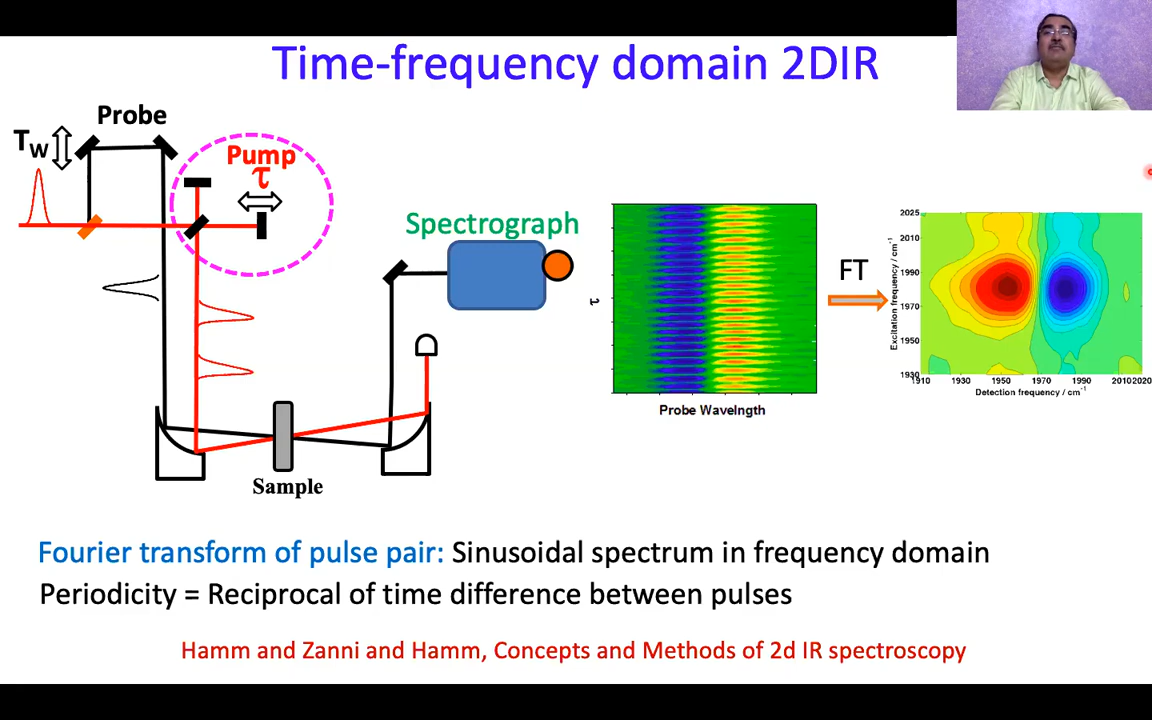 Time-frequency domain 2DIR
Probe
TW
Pump
τ
Spectrograph
τ
Probe Wavelngth
FT
2025
2010
1990
1970
1950
1930
Excitation frequency / cm-1
1910 1930 1950 1970 1990 2010 2020
Detection frequency / cm-1
Sample
Fourier transform of pulse pair: Sinusoidal spectrum in frequency domain
Periodicity = Reciprocal of time difference between pulses
Hamm and Zanni and Hamm, Concepts and Methods of 2d IR spectroscopy